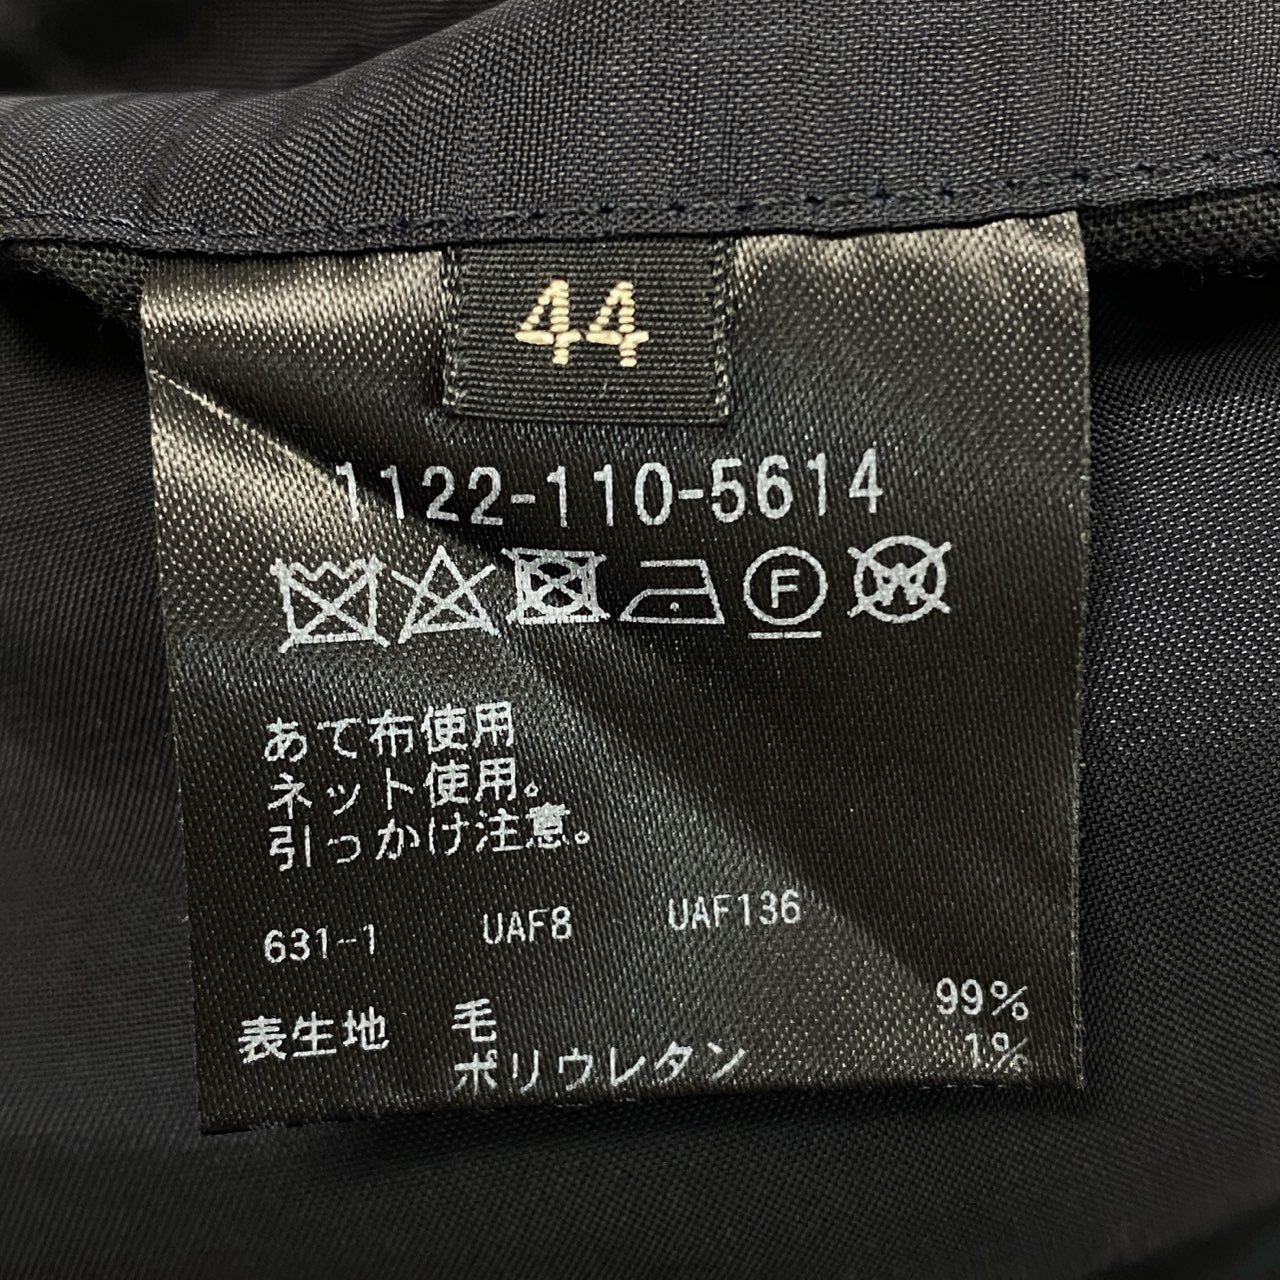 44
1122-110-5614
F
W
あて布使用
ネット使用。
引っかけ注意。
631-1 UAF8 UAF136
表生地 毛 99%
ポリウレタン 1%